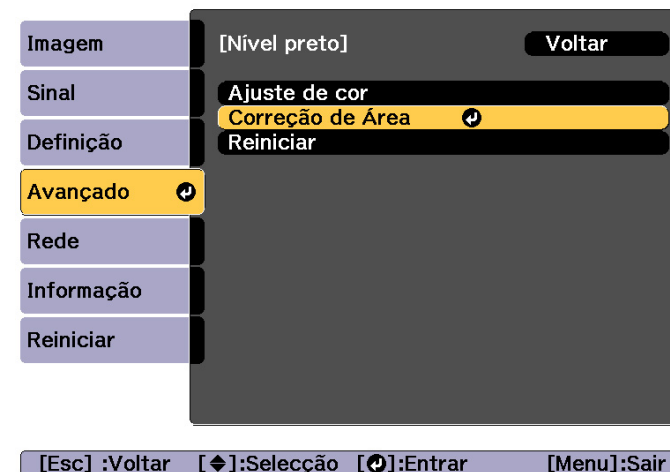 Imagem
Sinal
Definição
Avançado
Rede
Informação
Reiniciar
[Nível preto] Voltar
Ajuste de cor
Correção de Área
Reiniciar
[Esc] :Voltar [◆]:Selecção [↵]:Entrar [Menu]:Sair